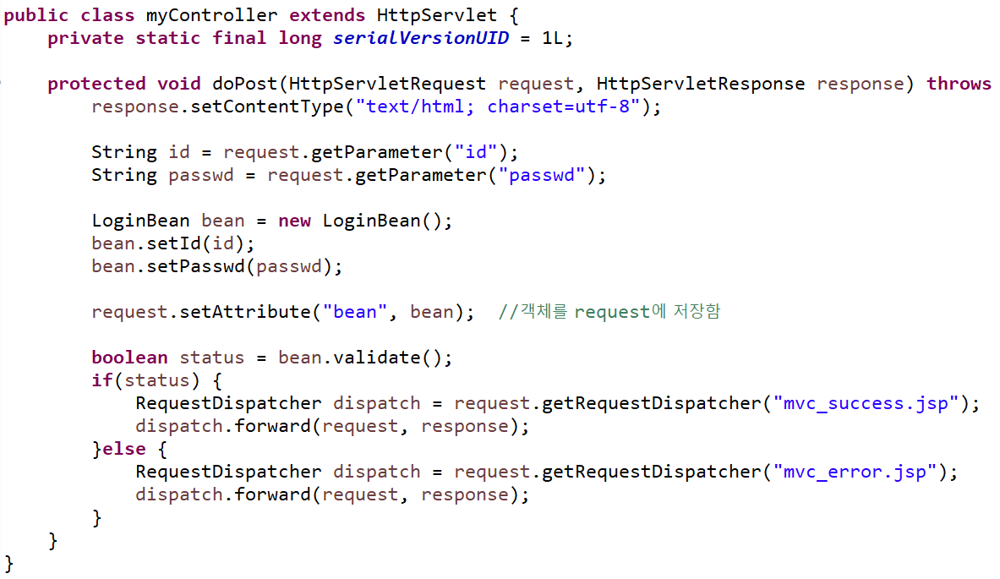 public class myController extends HttpServlet {
    private static final long serialVersionUID = 1L;

    protected void doPost(HttpServletRequest request, HttpServletResponse response) throws
        response.setContentType("text/html; charset=utf-8");

        String id = request.getParameter("id");
        String passwd = request.getParameter("passwd");

        LoginBean bean = new LoginBean();
        bean.setId(id);
        bean.setPasswd(passwd);

        request.setAttribute("bean", bean);  //객체를 request에 저장함

        boolean status = bean.validate();
        if(status) {
            RequestDispatcher dispatch = request.getRequestDispatcher("mvc_success.jsp");
            dispatch.forward(request, response);
        }else {
            RequestDispatcher dispatch = request.getRequestDispatcher("mvc_error.jsp");
            dispatch.forward(request, response);
        }
    }
}